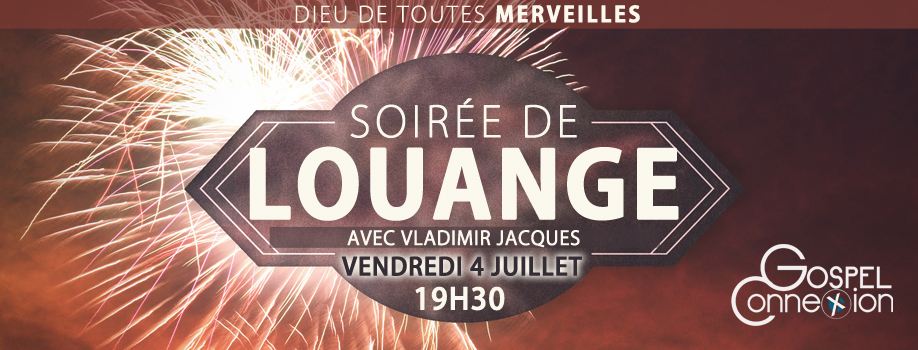 DIEU DE TOUTES MERVEILLES
SOIRÉE DE
LOUANGE
AVEC VLADIMIR JACQUES
VENDREDI 4 JUILLET
19H30
GOSPEL
Connexion